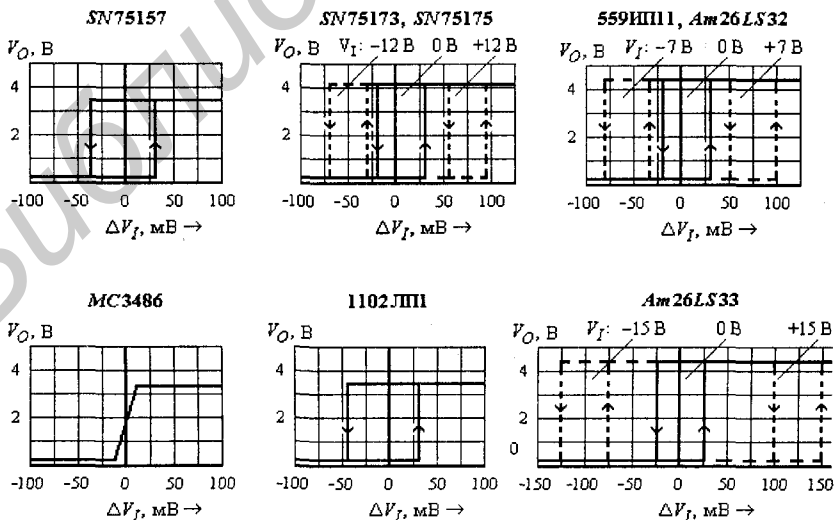 SN75157
SN75173, SN75175
559ИП11, Am26LS32
V_O, В
V_O, В V_I: -12 В 0 В +12 В
V_O, В V_I: -7 В 0 В +7 В
4
4
4
2
2
2
-100 -50 0 50 100
-100 -50 0 50 100
-100 -50 0 50 100
ΔV_I, мВ →
ΔV_I, мВ →
ΔV_I, мВ →
MC3486
1102ЛП1
Am26LS33
V_O, В
V_O, В
V_O, В V_I: -15 В 0 В +15 В
4
4
4
2
2
2
0
-100 -50 0 50 100
-100 -50 0 50 100
-150 -100 -50 0 50 100 150
ΔV_I, мВ →
ΔV_I, мВ →
ΔV_I, мВ →
Библио